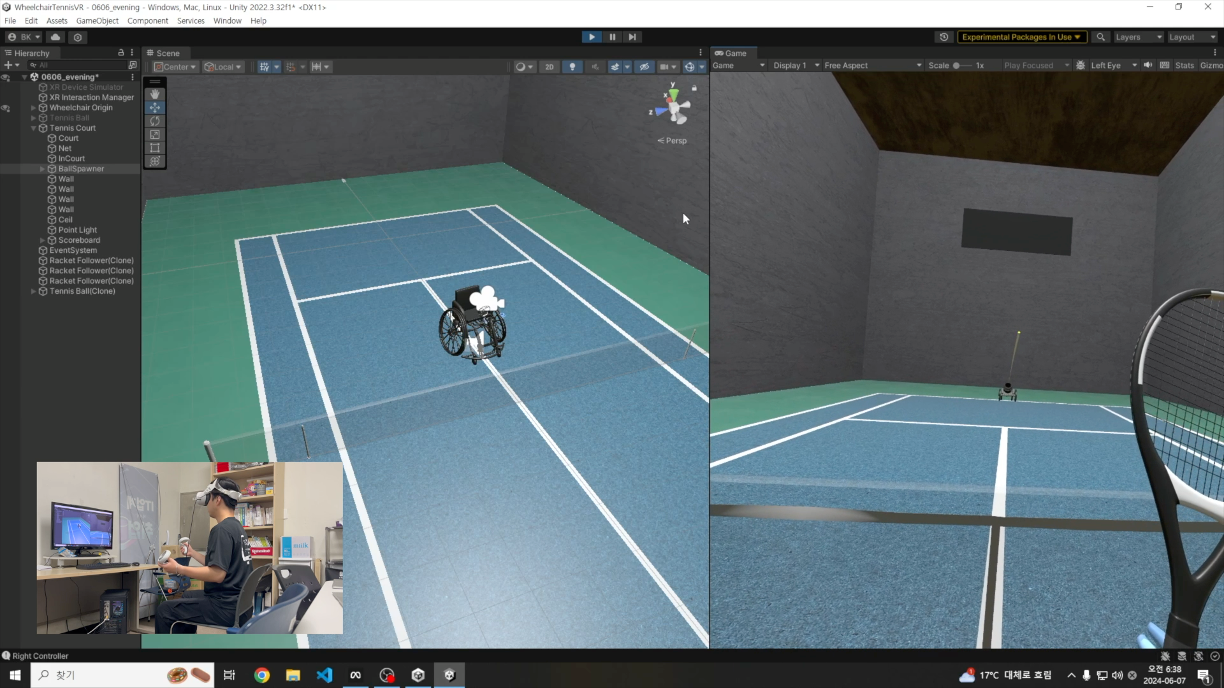 WheelchairTennisVR - 0606_evening - Windows, Mac, Linux - Unity 2022.3.32f1* <DX11>
File Edit Assets GameObject Component Services Window Help
BK
Experimental Packages In Use
Layers
Layout
Hierarchy
All
0606_evening*
XR Device Simulator
XR Interaction Manager
Wheelchair Origin
Tennis Ball
Tennis Court
Court
Net
InCourt
BallSpawner
Wall
Wall
Wall
Wall
Ceil
Point Light
Scoreboard
EventSystem
Racket Follower(Clone)
Racket Follower(Clone)
Racket Follower(Clone)
Tennis Ball(Clone)
Scene
Center
Local
2D
y
x
z
Persp
Game
Game
Display 1
Free Aspect
Scale
1x
Play Focused
Left Eye
Stats
Gizmo
milk
Right Controller
찾기
17°C 대체로 흐림
오전 6:38
2024-06-07
1